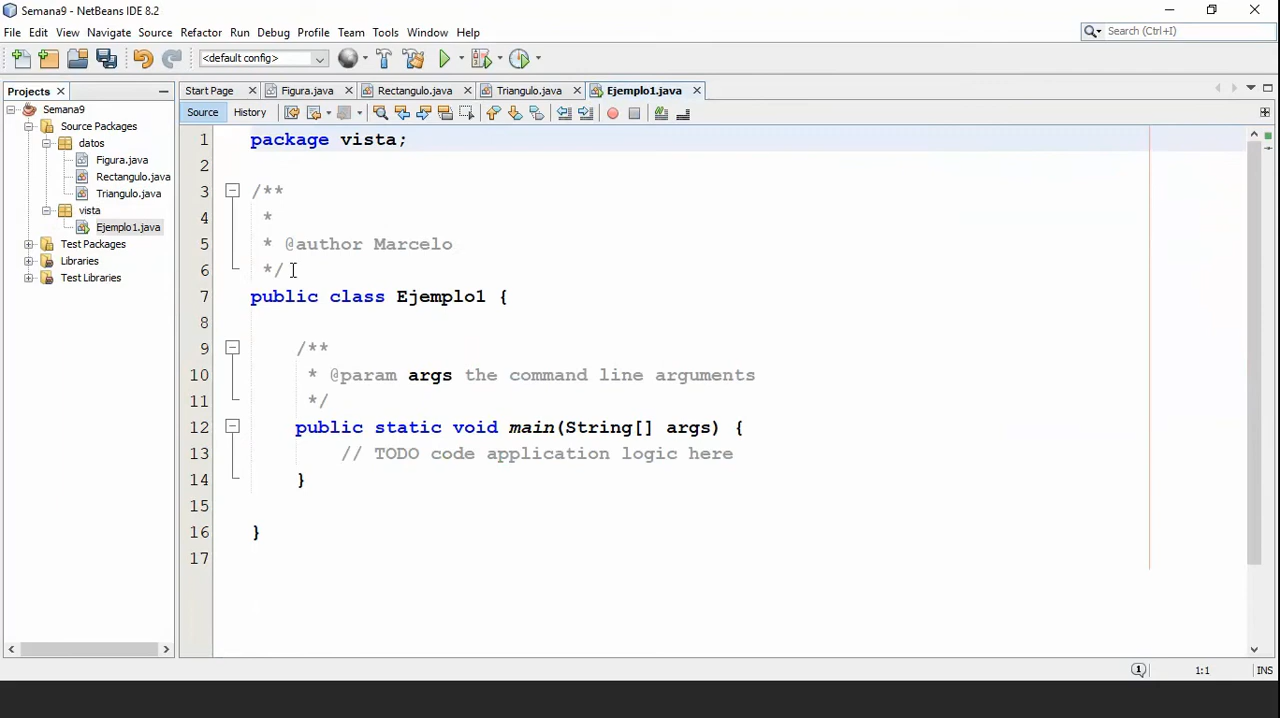 Semana9 - NetBeans IDE 8.2
File Edit View Navigate Source Refactor Run Debug Profile Team Tools Window Help
Search (Ctrl+I)
<default config>
Projects
Start Page Figura.java Rectangulo.java Triangulo.java Ejemplo1.java
Source History
Semana9
Source Packages
datos
Figura.java
Rectangulo.java
Triangulo.java
vista
Ejemplo1.java
Test Packages
Libraries
Test Libraries
1 package vista;
2
3 /**
4 *
5 * @author Marcelo
6 */
7 public class Ejemplo1 {
8
9 /**
10 * @param args the command line arguments
11 */
12 public static void main(String[] args) {
13 // TODO code application logic here
14 }
15
16 }
17
1 1:1 INS